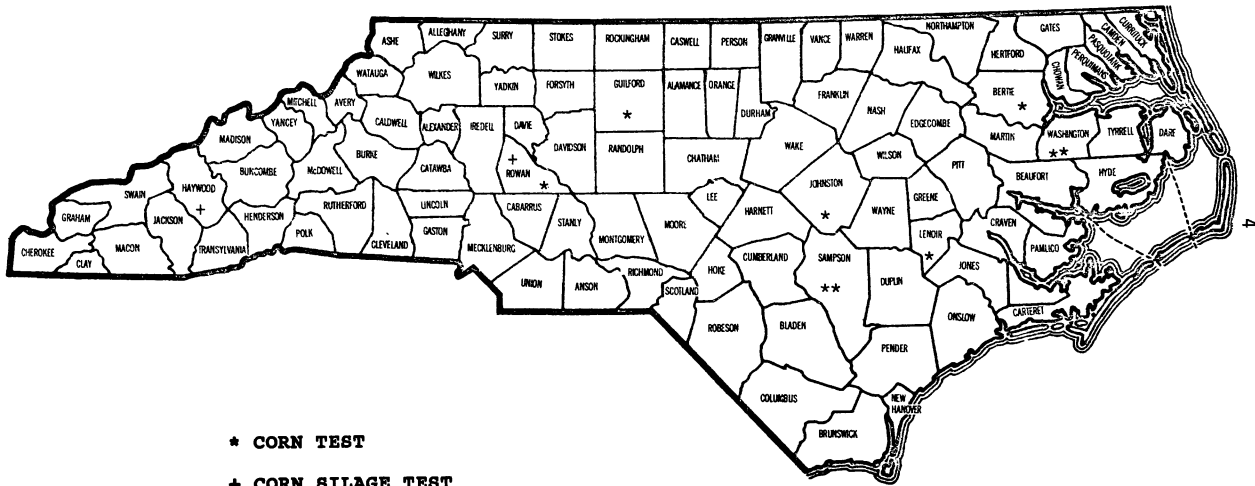 ASHE
ALLEGHANY
SURRY
STOKES
ROCKINGHAM
CASWELL
PERSON
GRANVILLE
VANCE
WARREN
NORTHAMPTON
GATES
HERTFORD
HALIFAX
CURRITUCK
CAMDEN
PASQUOTANK
PERQUIMANS
CHOWAN
WATAUGA
WILKES
YADKIN
FORSYTH
GUILFORD
*
ALAMANCE
ORANGE
DURHAM
FRANKLIN
NASH
EDGECOMBE
BERTIE
*
MARTIN
WASHINGTON
**
TYRRELL
DARE
MITCHELL
AVERY
YANCEY
CALDWELL
ALEXANDER
IREDELL
DAVIE
DAVIDSON
RANDOLPH
CHATHAM
WAKE
WILSON
PITT
BEAUFORT
HYDE
MADISON
BURKE
McDOWELL
BUNCOMBE
CATAWBA
+
ROWAN
*
SWAIN
HAYWOOD
+
GRAHAM
JACKSON
HENDERSON
RUTHERFORD
LINCOLN
CABARRUS
STANLY
MOORE
LEE
HARNETT
JOHNSTON
*
WAYNE
GREENE
LENOIR
*
CRAVEN
PAMLICO
4
CHEROKEE
CLAY
MACON
TRANSYLVANIA
POLK
CLEVELAND
GASTON
MECKLENBURG
MONTGOMERY
UNION
ANSON
RICHMOND
SCOTLAND
HOKE
CUMBERLAND
SAMPSON
**
DUPLIN
JONES
CARTERET
ONSLOW
ROBESON
BLADEN
PENDER
COLUMBUS
NEW
HANOVER
BRUNSWICK
* CORN TEST
+ CORN SILAGE TEST